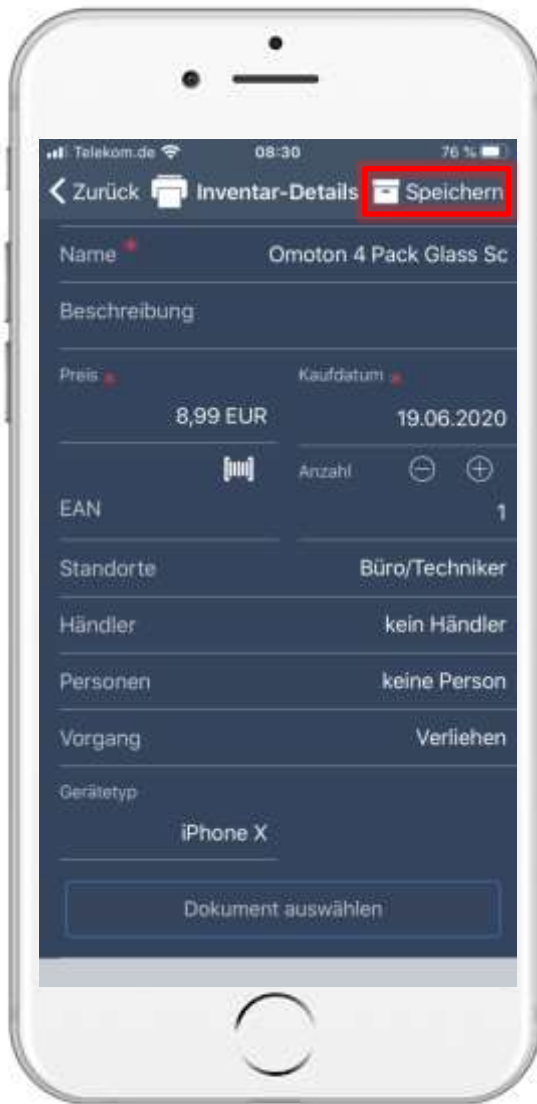 Telekom.de 08:30 76 %
Zurück Inventar-Details Speichern
Name * Omoton 4 Pack Glass Sc
Beschreibung
Preis * Kaufdatum *
8,99 EUR 19.06.2020
Anzahl
EAN 1
Standorte Büro/Techniker
Händler kein Händler
Personen keine Person
Vorgang Verliehen
Gerätetyp
iPhone X
Dokument auswählen